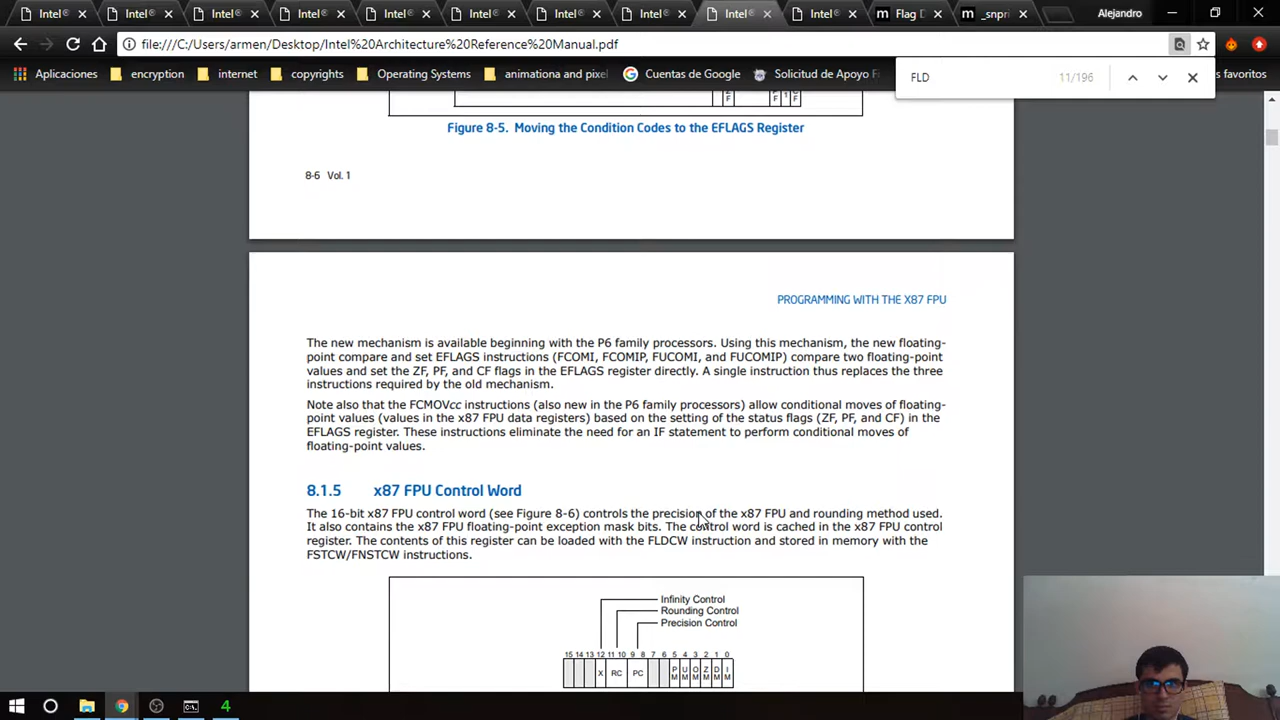 Intel® Intel® Intel® Intel® Intel® Intel® Intel® Intel® Intel® Intel® Flag D _snpri Alejandro
file:///C:/Users/armen/Desktop/Intel%20Architecture%20Reference%20Manual.pdf
Aplicaciones encryption internet copyrights Operating Systems animationa and pixel Cuentas de Google Solicitud de Apoyo F s favoritos
FLD 11/196
Figure 8-5. Moving the Condition Codes to the EFLAGS Register
8-6 Vol. 1
PROGRAMMING WITH THE X87 FPU
The new mechanism is available beginning with the P6 family processors. Using this mechanism, the new floating-
point compare and set EFLAGS instructions (FCOMI, FCOMIP, FUCOMI, and FUCOMIP) compare two floating-point
values and set the ZF, PF, and CF flags in the EFLAGS register directly. A single instruction thus replaces the three
instructions required by the old mechanism.
Note also that the FCMOVcc instructions (also new in the P6 family processors) allow conditional moves of floating-
point values (values in the x87 FPU data registers) based on the setting of the status flags (ZF, PF, and CF) in the
EFLAGS register. These instructions eliminate the need for an IF statement to perform conditional moves of
floating-point values.
8.1.5 x87 FPU Control Word
The 16-bit x87 FPU control word (see Figure 8-6) controls the precision of the x87 FPU and rounding method used.
It also contains the x87 FPU floating-point exception mask bits. The control word is cached in the x87 FPU control
register. The contents of this register can be loaded with the FLDCW instruction and stored in memory with the
FSTCW/FNSTCW instructions.
Infinity Control
Rounding Control
Precision Control
15 14 13 12 11 10 9 8 7 6 5 4 3 2 1 0
X RC PC PM UM OM ZM DM IM